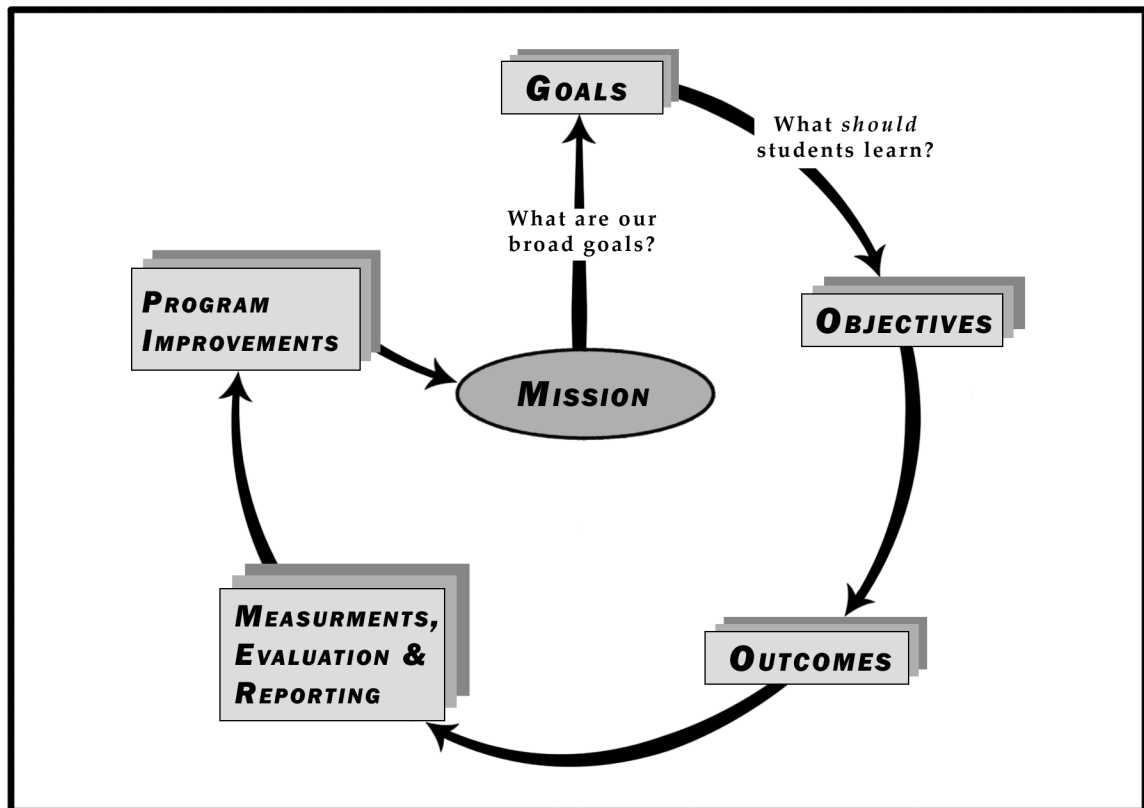 GOALS
What should
students learn?
What are our
broad goals?
PROGRAM
IMPROVEMENTS
OBJECTIVES
MISSION
MEASURMENTS,
EVALUATION &
REPORTING
OUTCOMES